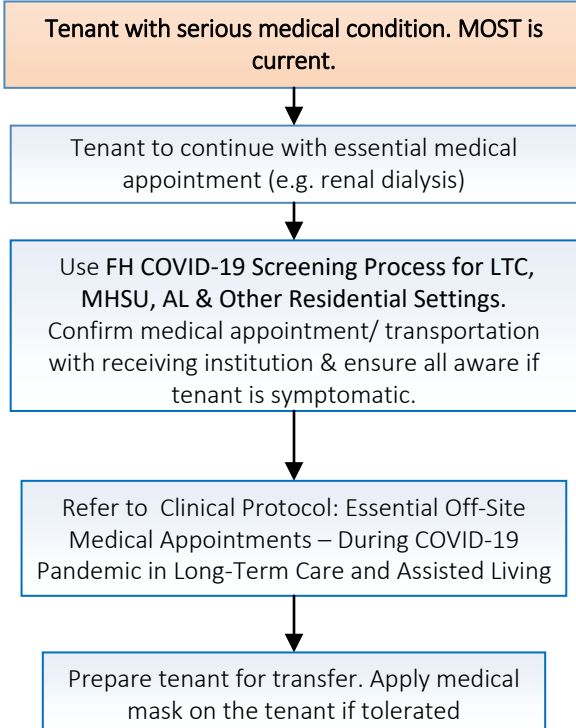 Tenant with serious medical condition. MOST is
current.
Tenant to continue with essential medical
appointment (e.g. renal dialysis)
Use FH COVID-19 Screening Process for LTC,
MHSU, AL & Other Residential Settings.
Confirm medical appointment/ transportation
with receiving institution & ensure all aware if
tenant is symptomatic.
Refer to Clinical Protocol: Essential Off-Site
Medical Appointments – During COVID-19
Pandemic in Long-Term Care and Assisted Living
Prepare tenant for transfer. Apply medical
mask on the tenant if tolerated